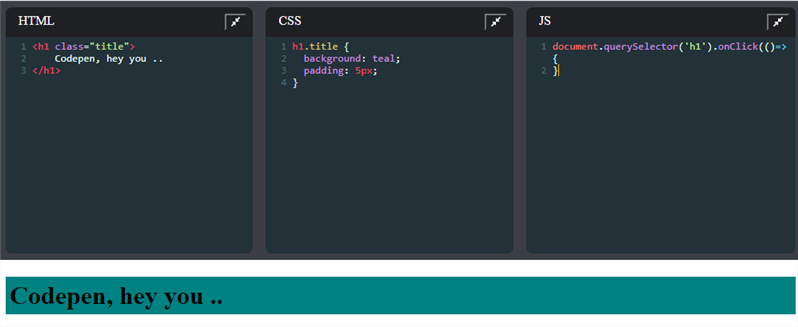 HTML
1 <h1 class="title">
2 Codepen, hey you ..
3 </h1>
CSS
1 h1.title {
2 background: teal;
3 padding: 5px;
4 }
JS
1 document.querySelector('h1').onClick(()=>
{
2 }
Codepen, hey you ..